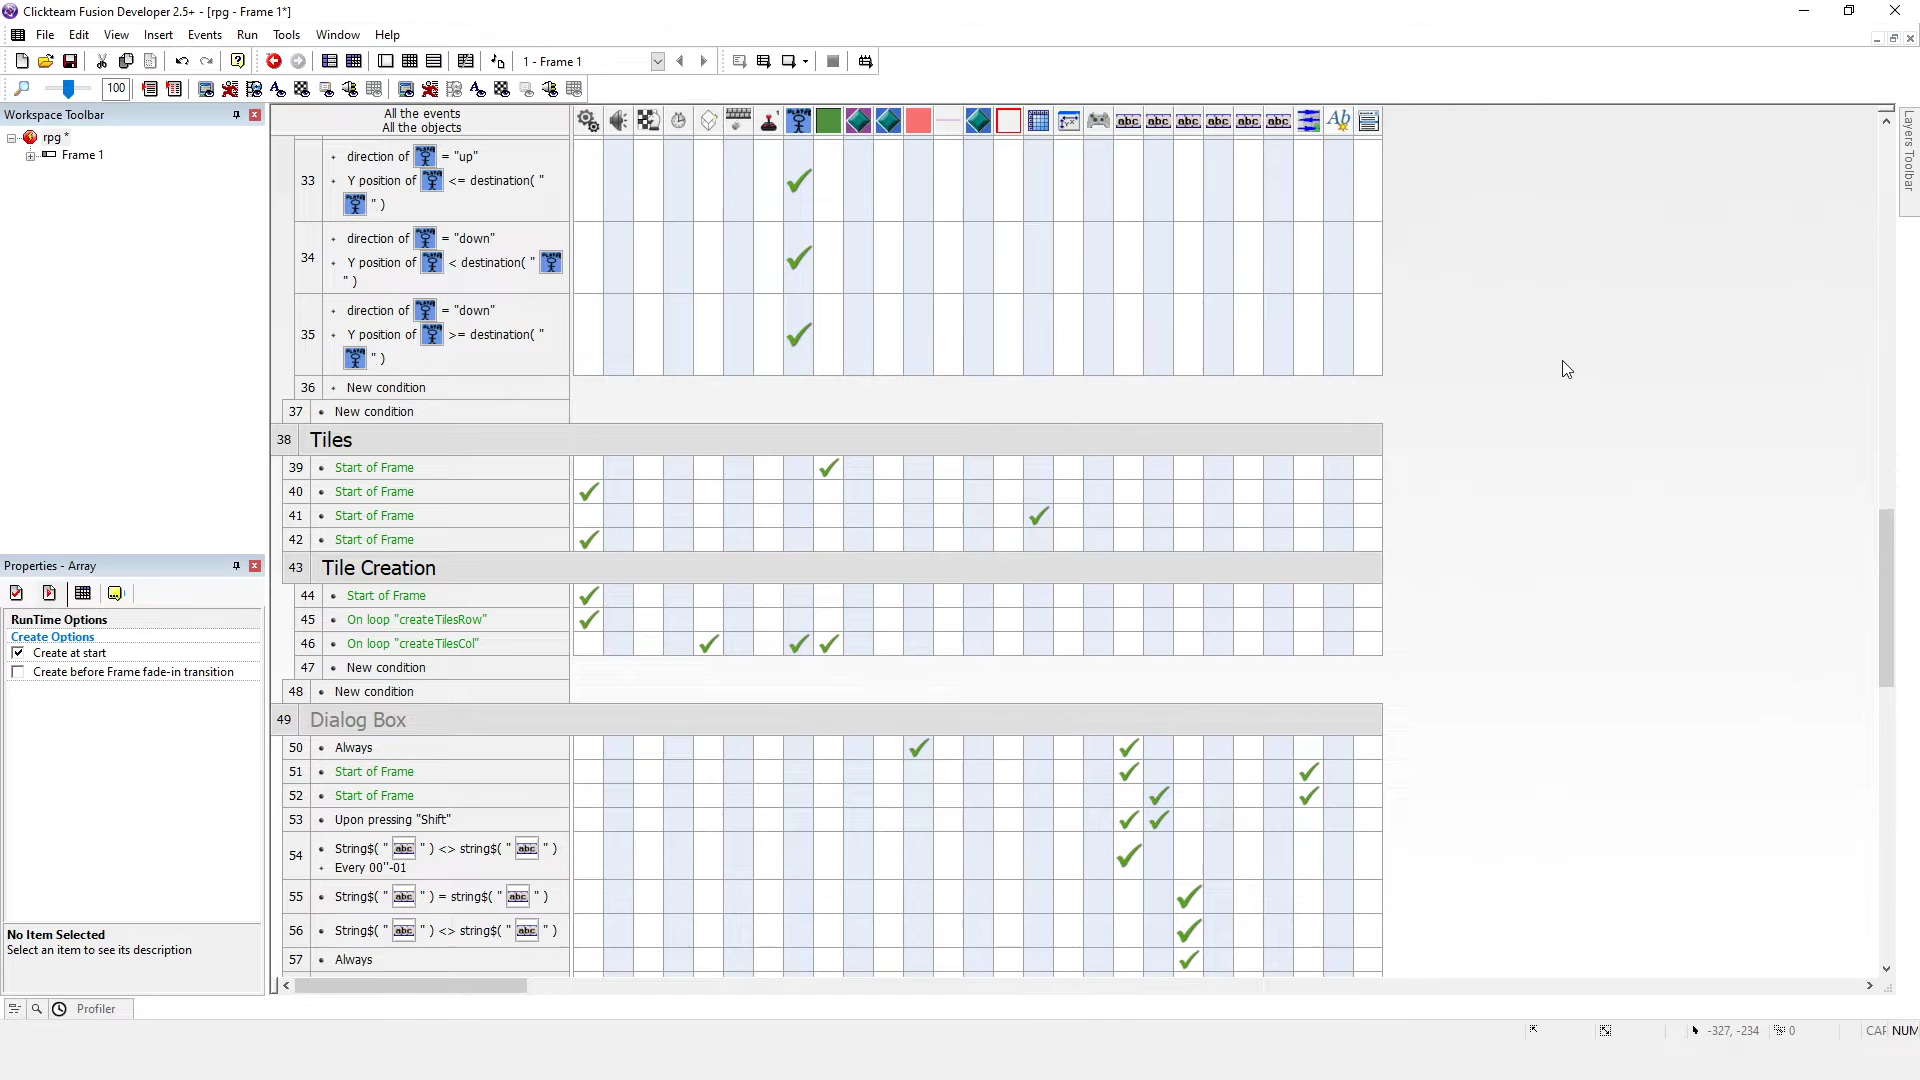 Clickteam Fusion Developer 2.5+ - [rpg - Frame 1*]
File Edit View Insert Events Run Tools Window Help
1 - Frame 1
100
Workspace Toolbar
rpg *
Frame 1
All the events
All the objects
abc abc abc abc abc abc Ab
Layers Toolbar
direction of = "up"
33 Y position of <= destination( "
" )
direction of = "down"
34 Y position of < destination( "
" )
direction of = "down"
35 Y position of >= destination( "
" )
36 New condition
37 New condition
38 Tiles
39 Start of Frame
40 Start of Frame
41 Start of Frame
42 Start of Frame
43 Tile Creation
44 Start of Frame
45 On loop "createTilesRow"
46 On loop "createTilesCol"
47 New condition
48 New condition
49 Dialog Box
50 Always
51 Start of Frame
52 Start of Frame
53 Upon pressing "Shift"
54 String$( " abc " ) <> string$( " abc " )
Every 00"-01
55 String$( " abc " ) = string$( " abc " )
56 String$( " abc " ) <> string$( " abc " )
57 Always
Properties - Array
RunTime Options
Create Options
Create at start
Create before Frame fade-in transition
No Item Selected
Select an item to see its description
Profiler
-327, -234
0
CAP NUM